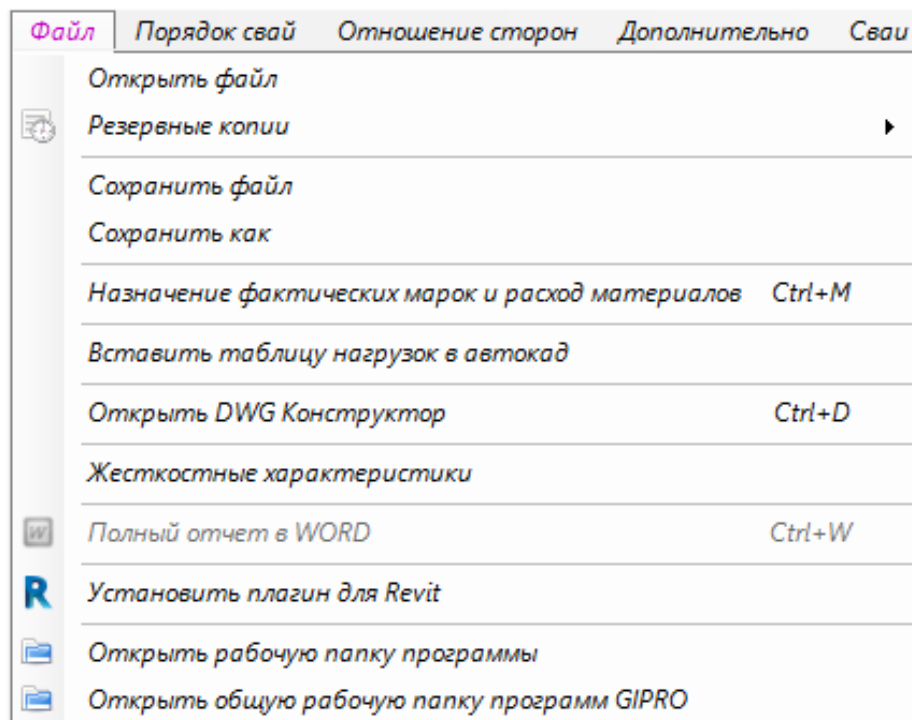 Файл Порядок свай Отношение сторон Дополнительно Сваи
Открыть файл
Резервные копии
Сохранить файл
Сохранить как
Назначение фактических марок и расход материалов Ctrl+M
Вставить таблицу нагрузок в автокад
Открыть DWG Конструктор Ctrl+D
Жесткостные характеристики
W Полный отчет в WORD Ctrl+W
R Установить плагин для Revit
Открыть рабочую папку программы
Открыть общую рабочую папку программ GIPRO